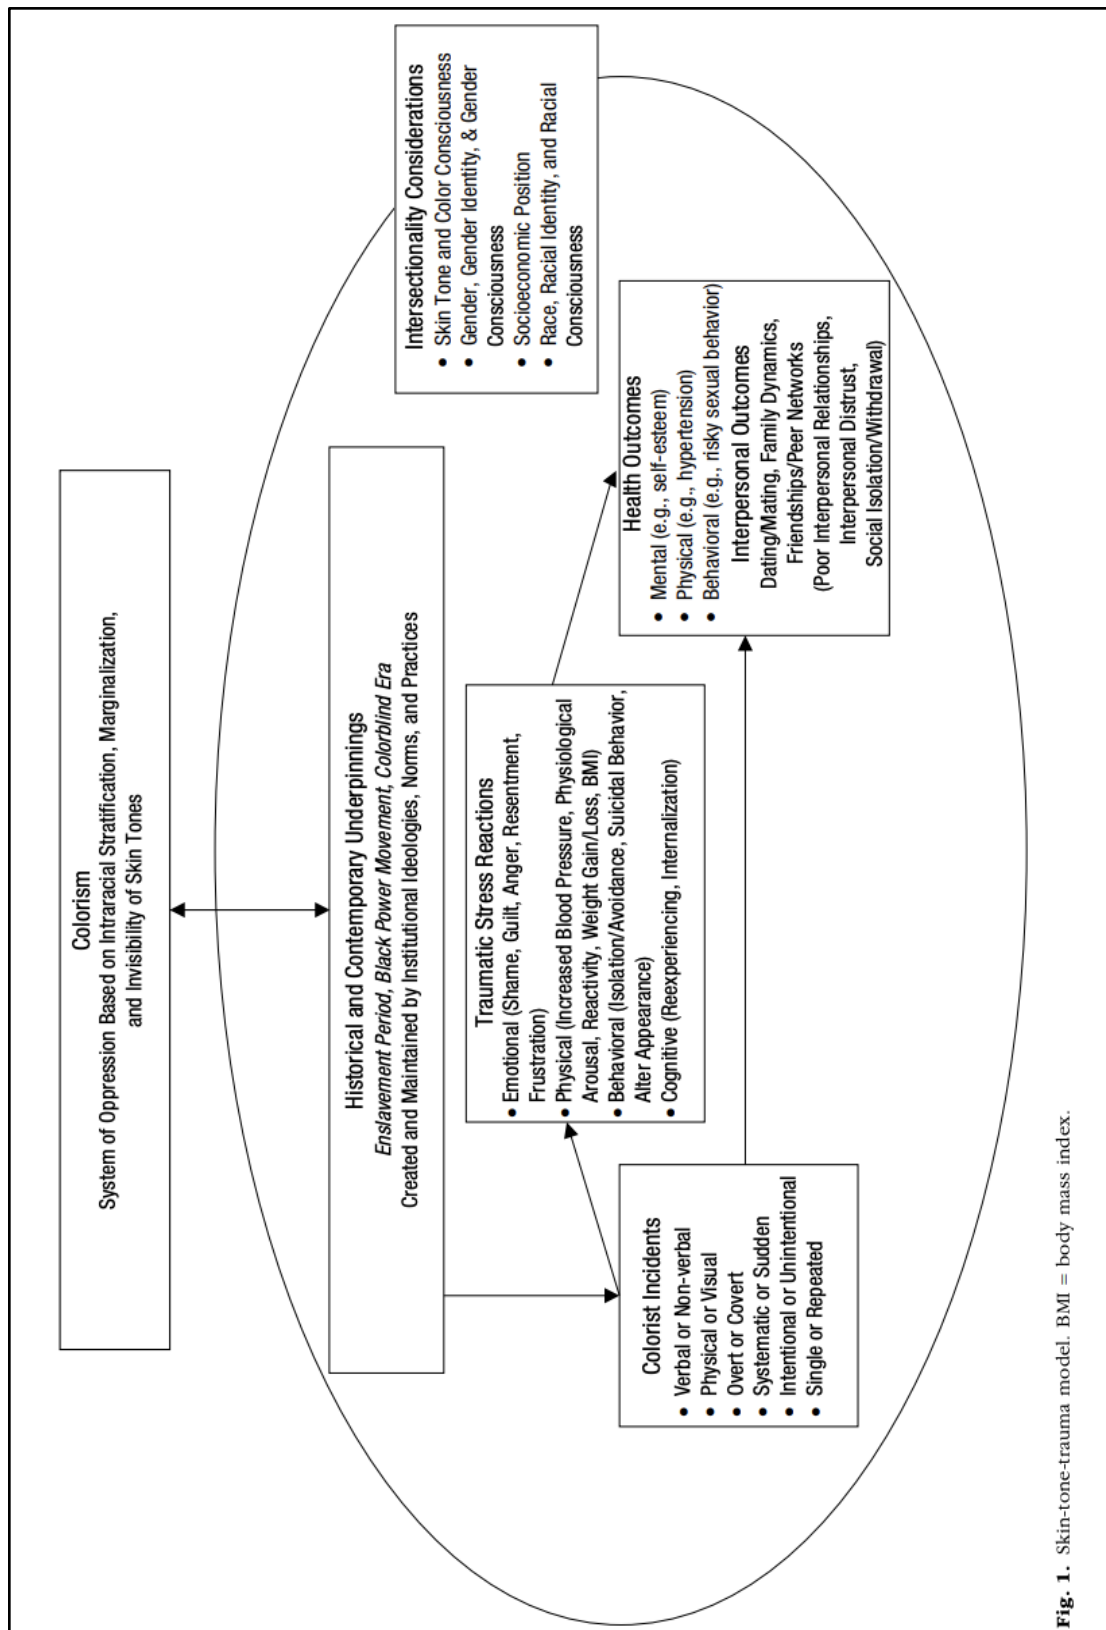 Colorism
System of Oppression Based on Intraracial Stratification, Marginalization,
and Invisibility of Skin Tones
Historical and Contemporary Underpinnings
Enslavement Period, Black Power Movement, Colorblind Era
Created and Maintained by Institutional Ideologies, Norms, and Practices
Intersectionality Considerations
• Skin Tone and Color Consciousness
• Gender, Gender Identity, & Gender
Consciousness
• Socioeconomic Position
• Race, Racial Identity, and Racial
Consciousness
Traumatic Stress Reactions
• Emotional (Shame, Guilt, Anger, Resentment,
Frustration)
• Physical (Increased Blood Pressure, Physiological
Arousal, Reactivity, Weight Gain/Loss, BMI)
• Behavioral (Isolation/Avoidance, Suicidal Behavior,
Alter Appearance)
• Cognitive (Reexperiencing, Internalization)
Colorist Incidents
• Verbal or Non-verbal
• Physical or Visual
• Overt or Covert
• Systematic or Sudden
• Intentional or Unintentional
• Single or Repeated
Health Outcomes
• Mental (e.g., self-esteem)
• Physical (e.g., hypertension)
• Behavioral (e.g., risky sexual behavior)
Interpersonal Outcomes
Dating/Mating, Family Dynamics,
Friendships/Peer Networks
(Poor Interpersonal Relationships,
Interpersonal Distrust,
Social Isolation/Withdrawal)
Fig. 1. Skin-tone-trauma model. BMI = body mass index.